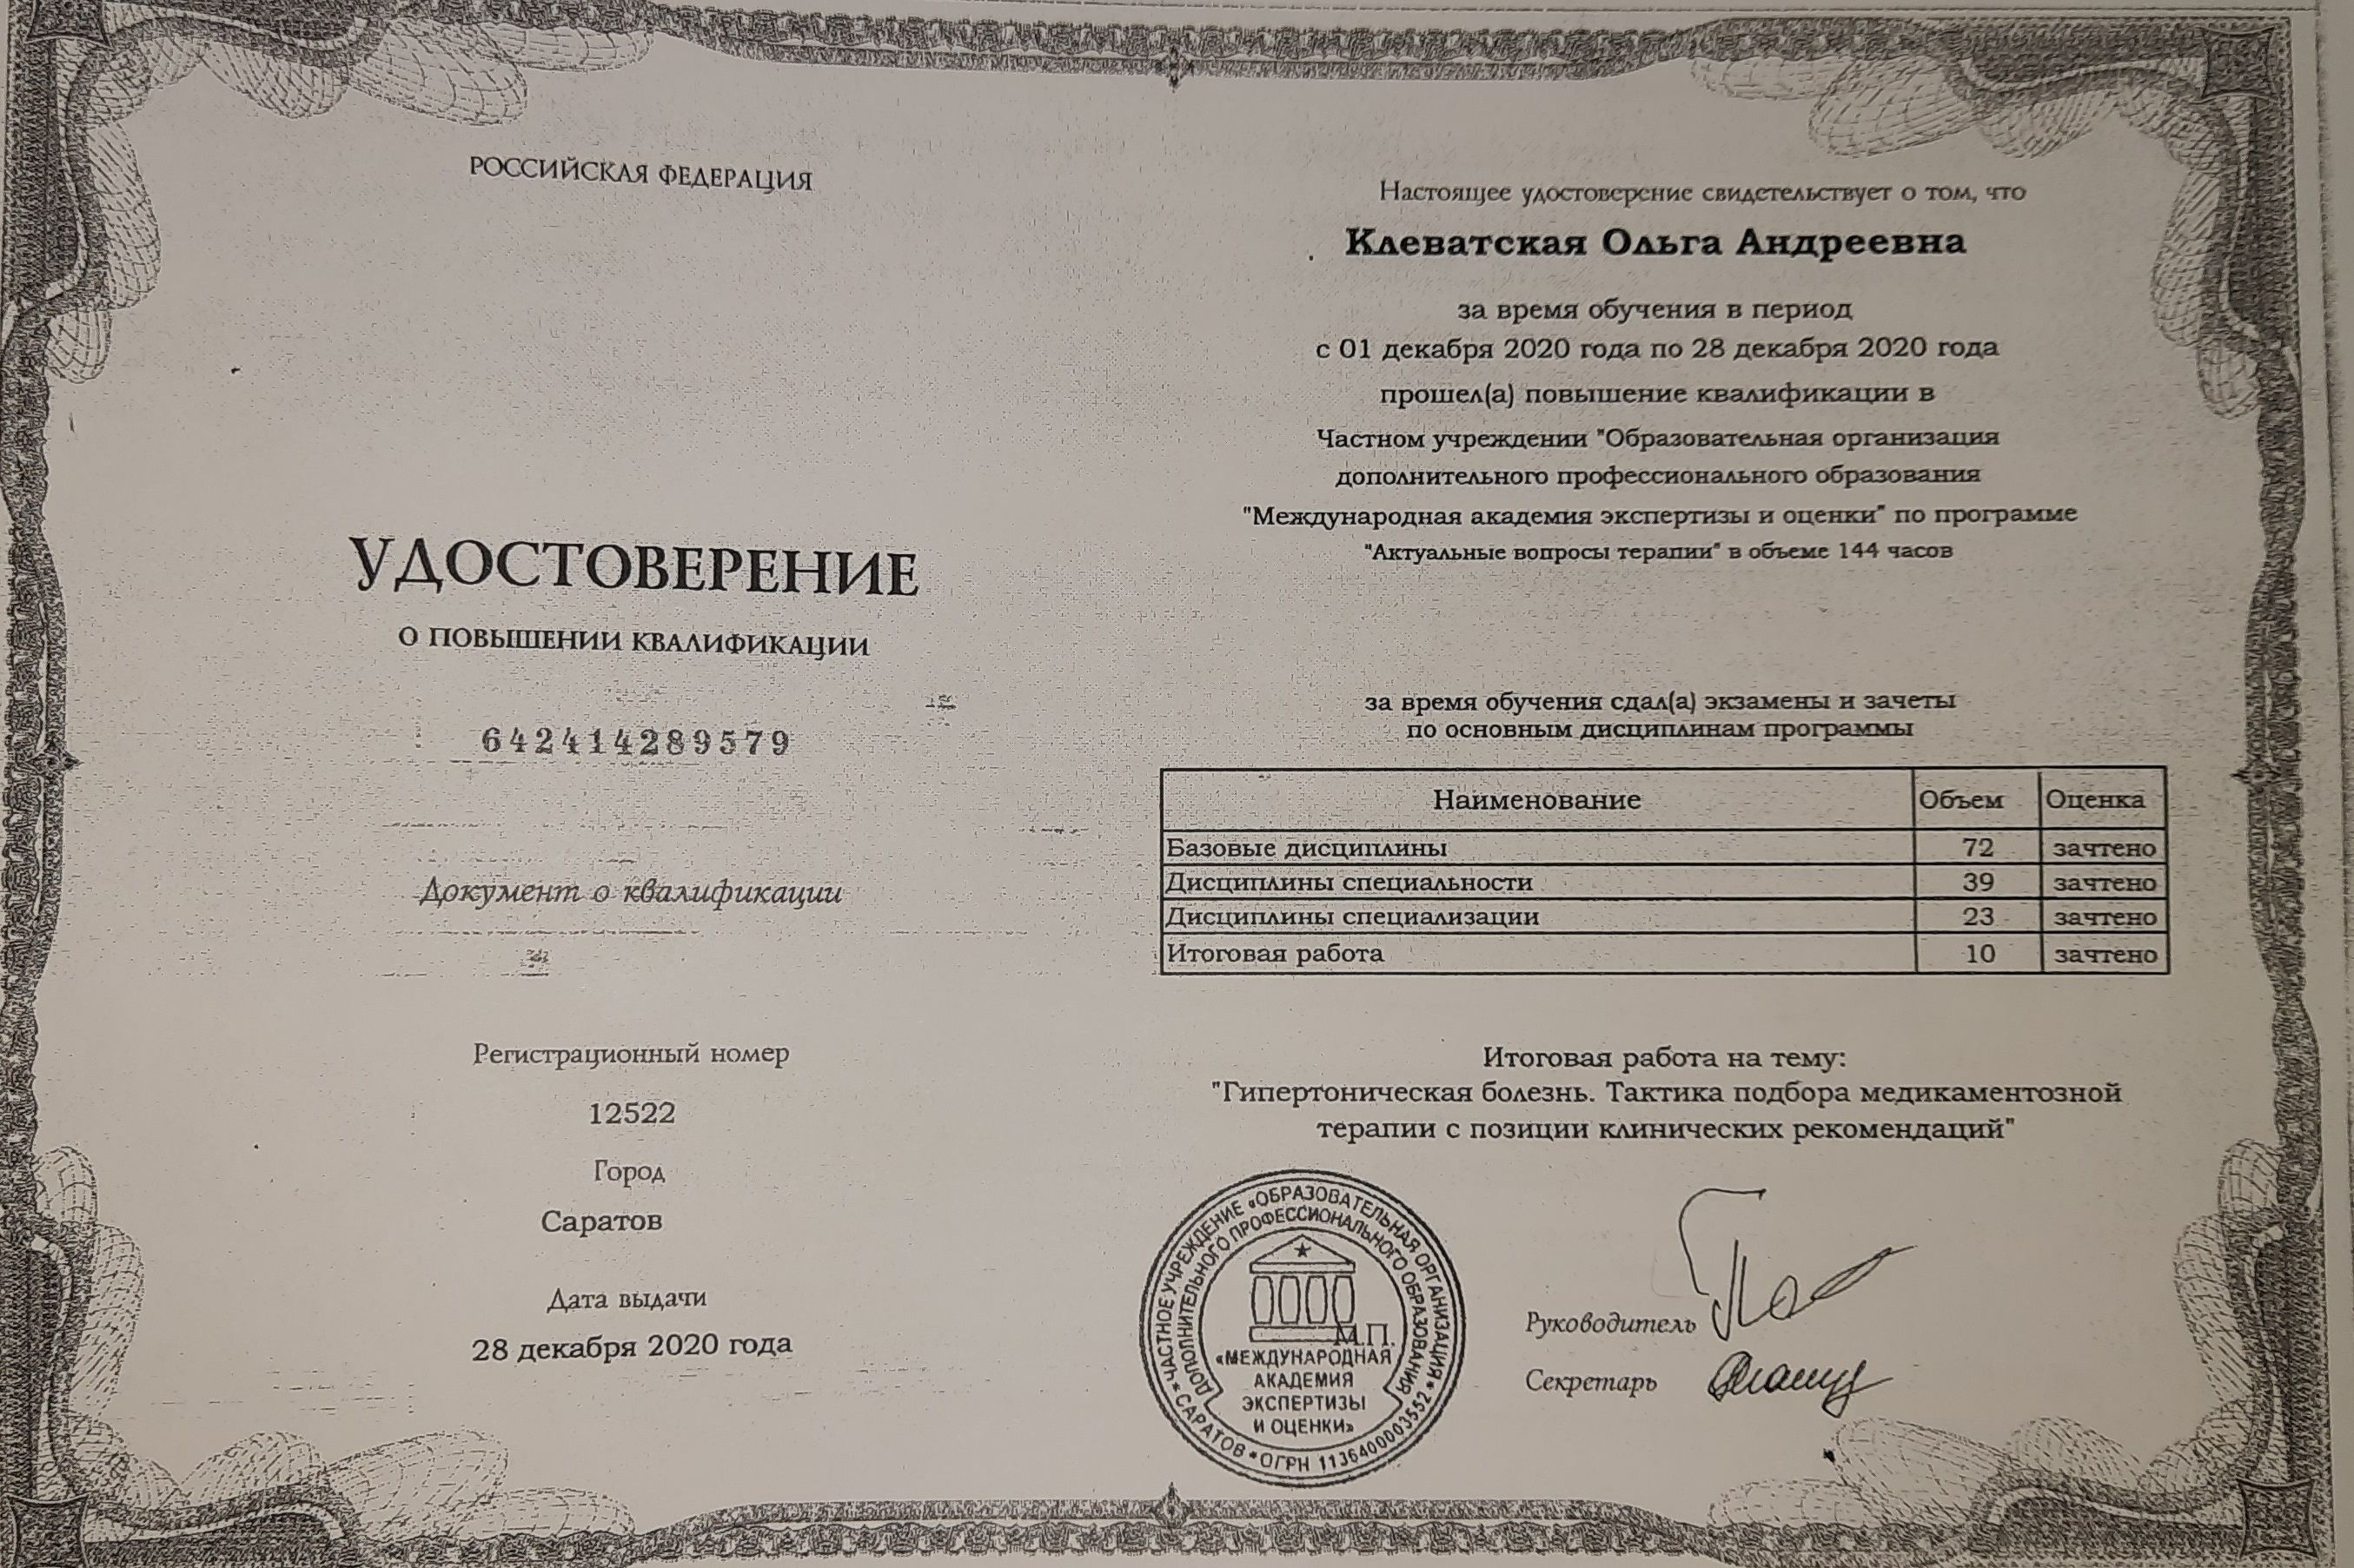 РОССИЙСКАЯ ФЕДЕРАЦИЯ
УДОСТОВЕРЕНИЕ
О ПОВЫШЕНИИ КВАЛИФИКАЦИИ
642414289579
Документ о квалификации
Регистрационный номер
12522
Город
Саратов
Дата выдачи
28 декабря 2020 года
Настоящее удостоверение свидетельствует о том, что
Клеватская Ольга Андреевна
за время обучения в период
с 01 декабря 2020 года по 28 декабря 2020 года
прошел(а) повышение квалификации в
Частном учреждении "Образовательная организация
дополнительного профессионального образования
"Международная академия экспертизы и оценки" по программе
"Актуальные вопросы терапии" в объеме 144 часов
за время обучения сдал(а) экзамены и зачеты
по основным дисциплинам программы
Наименование Объем Оценка
Базовые дисциплины 72 зачтено
Дисциплины специальности 39 зачтено
Дисциплины специализации 23 зачтено
Итоговая работа 10 зачтено
Итоговая работа на тему:
"Гипертоническая болезнь. Тактика подбора медикаментозной
терапии с позиции клинических рекомендаций"
ЧАСТНОЕ УЧРЕЖДЕНИЕ «ОБРАЗОВАТЕЛЬНАЯ ОРГАНИЗАЦИЯ
ДОПОЛНИТЕЛЬНОГО ПРОФЕССИОНАЛЬНОГО ОБРАЗОВАНИЯ
М.П.
«МЕЖДУНАРОДНАЯ
АКАДЕМИЯ
ЭКСПЕРТИЗЫ
И ОЦЕНКИ»
САРАТОВ * ОГРН 1136400003552
Руководитель
Секретарь